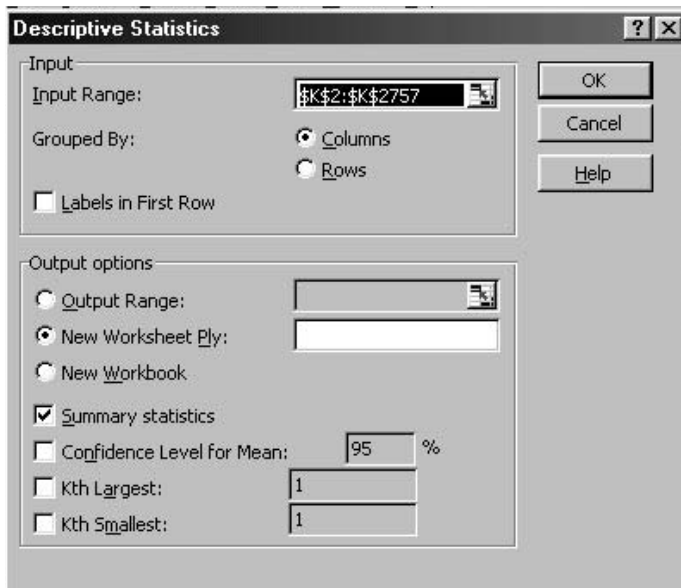 Descriptive Statistics
Input
Input Range: $K$2:$K$2757
Grouped By: Columns
Rows
Labels in First Row
OK
Cancel
Help
Output options
Output Range:
New Worksheet Ply:
New Workbook
Summary statistics
Confidence Level for Mean: 95 %
Kth Largest: 1
Kth Smallest: 1